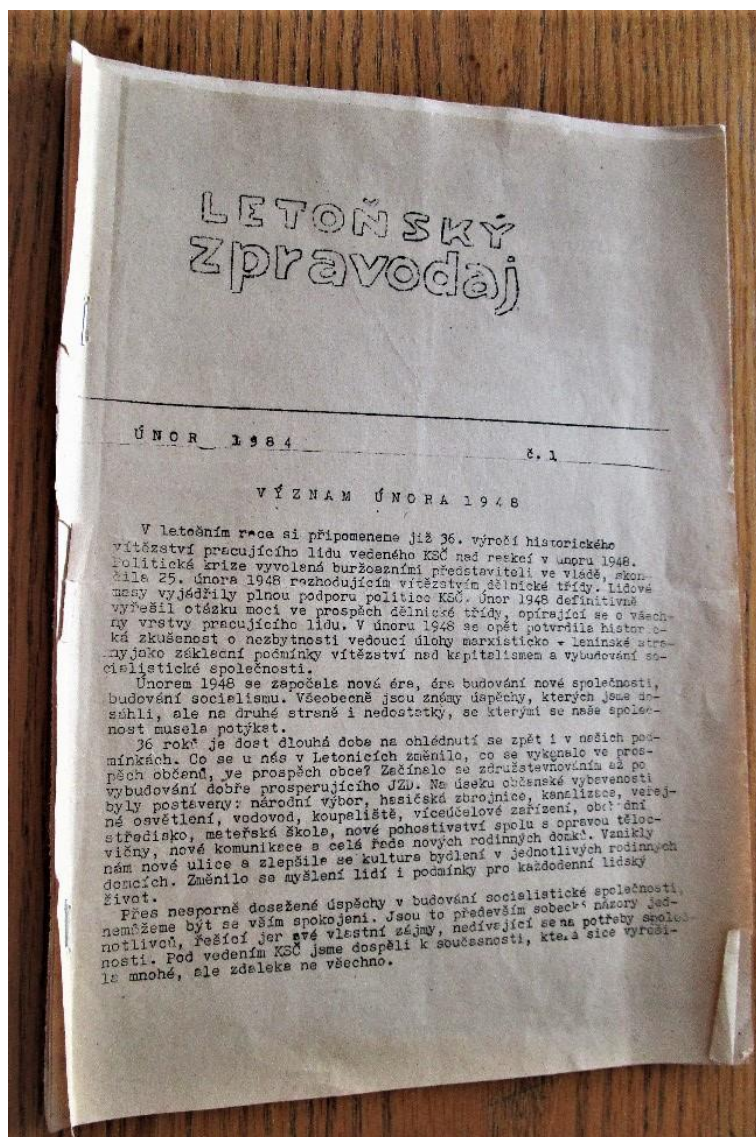 LETOŇSKÝ
zpravodaj
ÚNOR 1984 č.1
VÝZNAM ÚNORA 1948
V letošním roce si připomeneme již 36. výročí historického
vítězství pracujícího lidu vedeného KSČ nad reakcí v únoru 1948.
Politická krize vyvolená buržoazními představiteli ve vládě, skon-
čila 25. února 1948 rozhodujícím vítězstvím dělnické třídy. Lidové
masy vyjádřily plnou podporu politice KSČ. Únor 1948 definitivně
vyřešil otázku moci ve prospěch dělnické třídy, opírající se o všech-
ny vrstvy pracujícího lidu. V únoru 1948 se opět potvrdila historic-
ká zkušenost o nezbytnosti vedoucí úlohy marxisticko - leninské stra-
ny jako základní podmínky vítězství nad kapitalismem a vybudování so-
cialistické společnosti.
Únorem 1948 se započala nová éra, éra budování nové společnosti,
budování socialismu. Všeobecně jsou známy úspěchy, kterých jsme do-
sáhli, ale na druhé straně i nedostatky, se kterými se naše společ-
nost musela potýkat.
36 roků je dost dlouhá doba na ohlédnutí se zpět i v našich pod-
mínkách. Co se u nás v Letonicích změnilo, co se vykonalo ve pros-
pěch občanů, ve prospěch obce? Začínalo se združstevňováním až po
vybudování dobře prosperujícího JZD. Na úseku občanské vybavenosti
byly postaveny: národní výbor, hasičská zbrojnice, kanalizace, veřej-
né osvětlení, vodovod, koupaliště, víceúčelové zařízení, obchodní
středisko, mateřská škola, nové pohostiství spolu s opravou těloc-
vičny, nové komunikace a celá řada nových rodinných domků. Vznikly
nám nové ulice a zlepšila se kultura bydlení v jednotlivých rodinných
domcích. Změnilo se myšlení lidí i podmínky pro každodenní lidský
život.
Přes nesporně dosežené úspěchy v budování socialistické společnosti,
nemůžeme být se vším spokojeni. Jsou to především sobecké názory jed-
notlivců, řešící jen své vlastní zájmy, nedívající se na potřeby společ-
nosti. Pod vedením KSČ jsme dospěli k současnosti, která sice vyřeši-
la mnohé, ale zdaleka ne všechno.